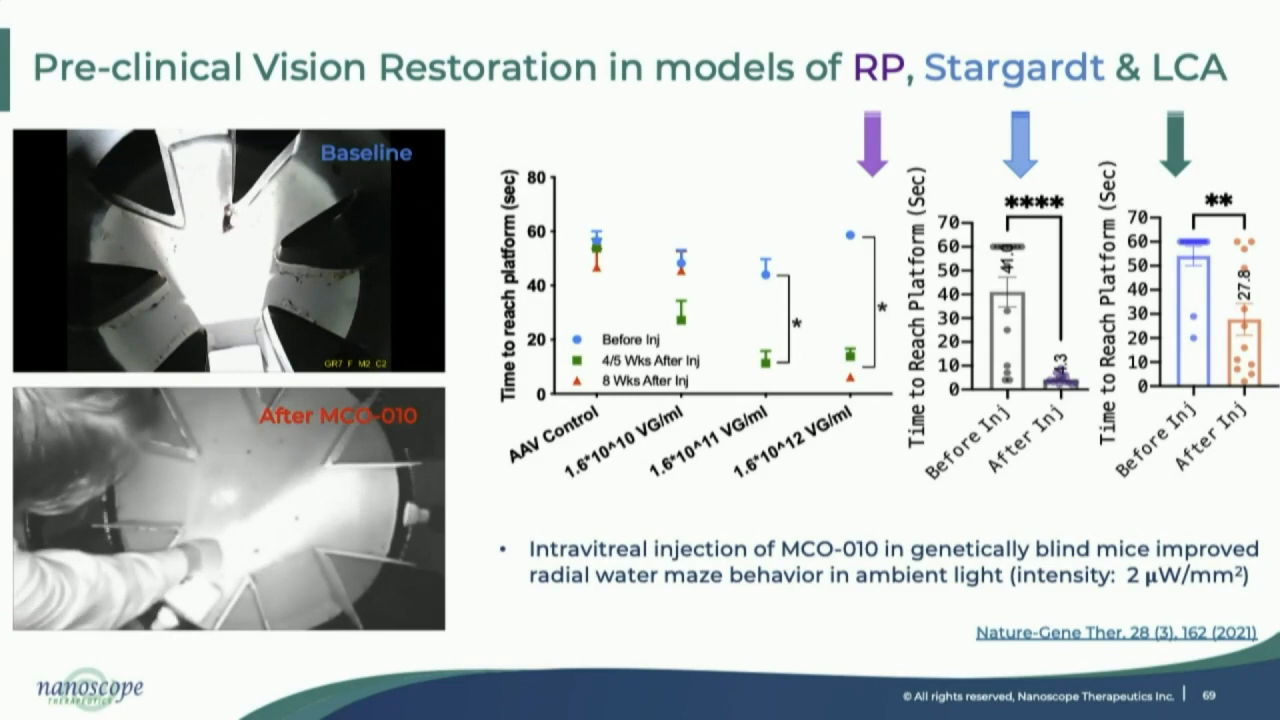 Pre-clinical Vision Restoration in models of RP, Stargardt & LCA
Baseline
GR7 F M2 C2
After MCO-010
Time to reach platform (sec)
80
60
40
20
0
Before Inj
4/5 Wks After Inj
8 Wks After Inj
*
*
AAV Control
1.6*10^10 VG/ml
1.6*10^11 VG/ml
1.6*10^12 VG/ml
Time to Reach Platform (Sec)
70
60
50
40
30
20
10
0
****
41.0
Before Inj
After Inj
Time to Reach Platform (Sec)
70
60
50
40
30
20
10
0
**
27.8
Before Inj
After Inj
• Intravitreal injection of MCO-010 in genetically blind mice improved
radial water maze behavior in ambient light (intensity: 2 µW/mm²)
Nature-Gene Ther. 28 (3), 162 (2021)
nanoscope
THERAPEUTICS
© All rights reserved, Nanoscope Therapeutics Inc. | 69